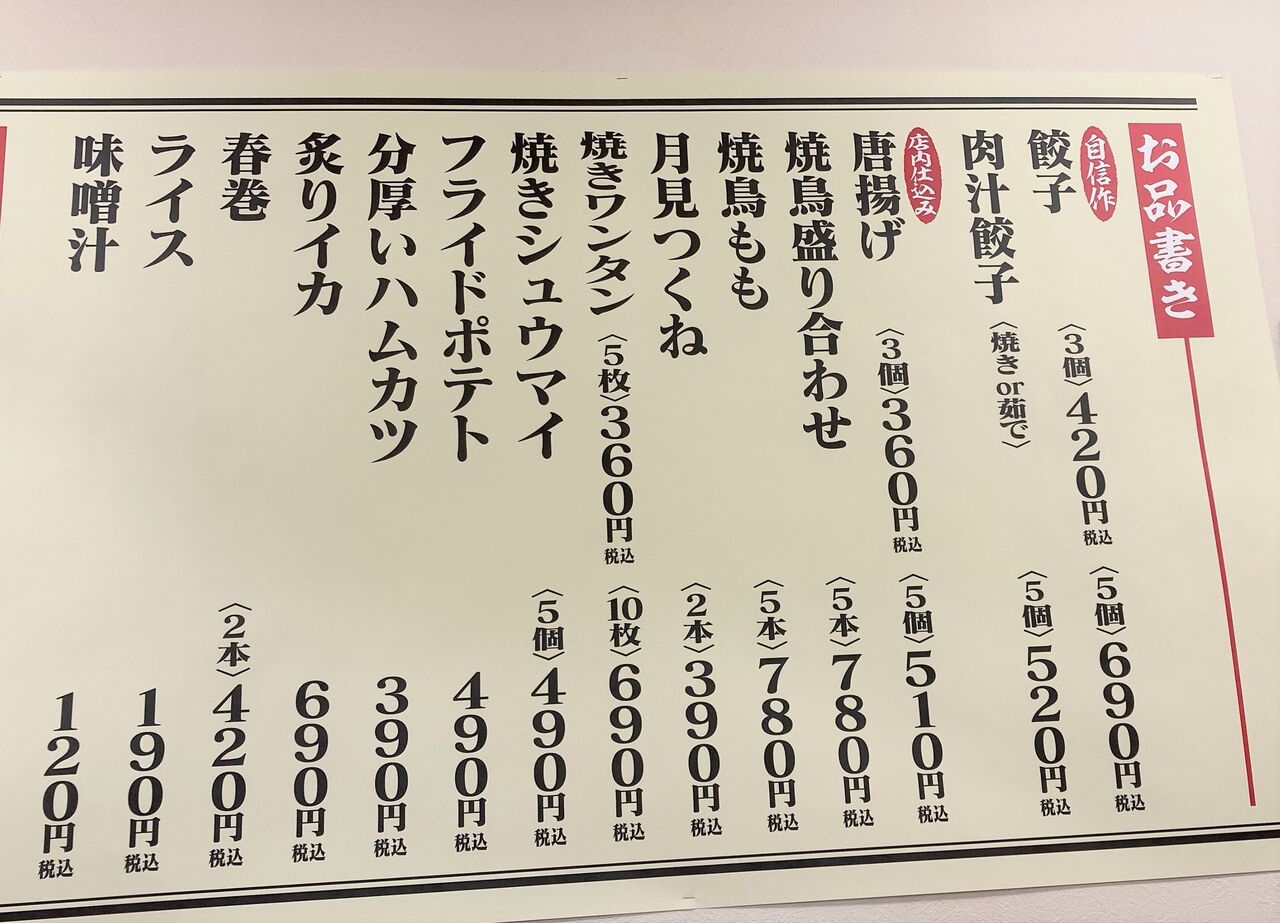 お品書き
自信作
餃子 〈3個〉420円税込 〈5個〉690円税込
肉汁餃子 〈焼きor茹で〉 〈5個〉520円税込
店内仕込み
唐揚げ 〈3個〉360円税込 〈5個〉510円税込
焼鳥盛り合わせ 〈5本〉780円税込
焼鳥もも 〈5本〉780円税込
月見つくね 〈2本〉390円税込
焼きワンタン 〈5枚〉360円税込 〈10枚〉690円税込
焼きシュウマイ 〈5個〉490円税込
フライドポテト 490円税込
分厚いハムカツ 390円税込
炙りイカ 690円税込
春巻 〈2本〉420円税込
ライス 190円税込
味噌汁 120円税込